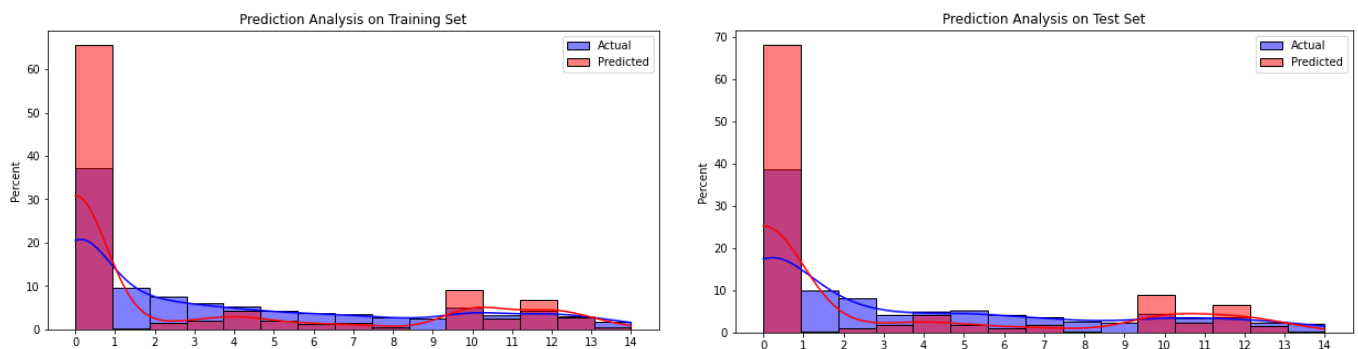 Prediction Analysis on Training Set
Actual
Predicted
Percent
60
50
40
30
20
10
0
0 1 2 3 4 5 6 7 8 9 10 11 12 13 14
Prediction Analysis on Test Set
Actual
Predicted
Percent
70
60
50
40
30
20
10
0
0 1 2 3 4 5 6 7 8 9 10 11 12 13 14